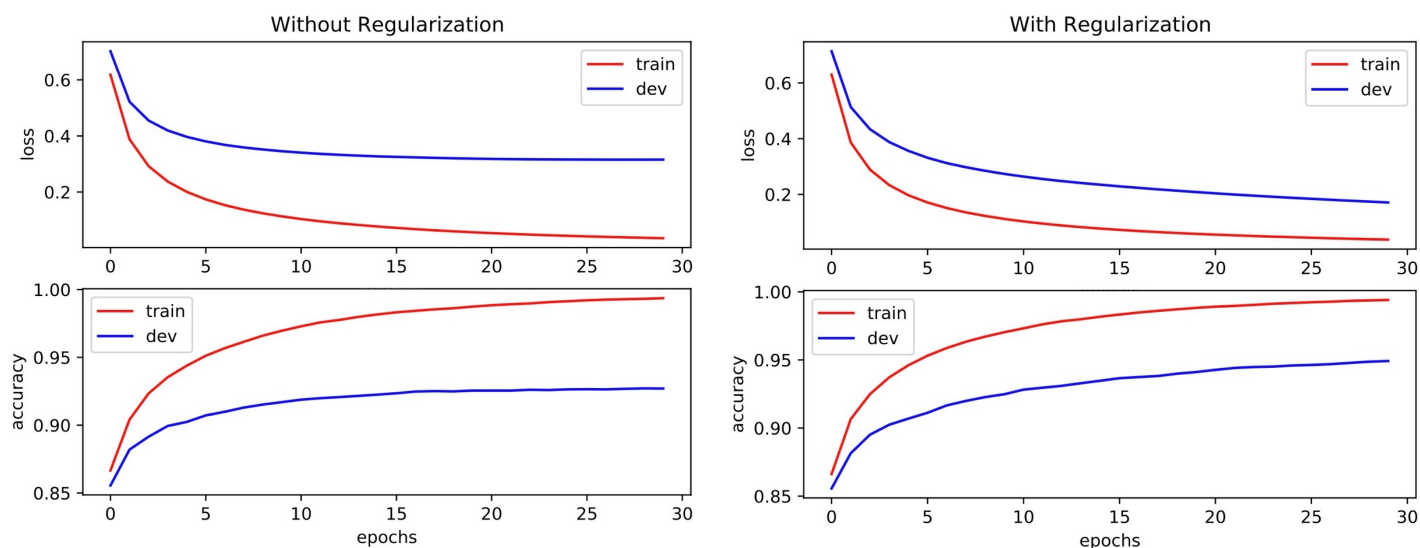 Without Regularization
loss
0.6
0.4
0.2
train
dev
0 5 10 15 20 25 30
accuracy
1.00
0.95
0.90
0.85
train
dev
0 5 10 15 20 25 30
epochs
With Regularization
loss
0.6
0.4
0.2
train
dev
0 5 10 15 20 25 30
accuracy
1.00
0.95
0.90
0.85
train
dev
0 5 10 15 20 25 30
epochs